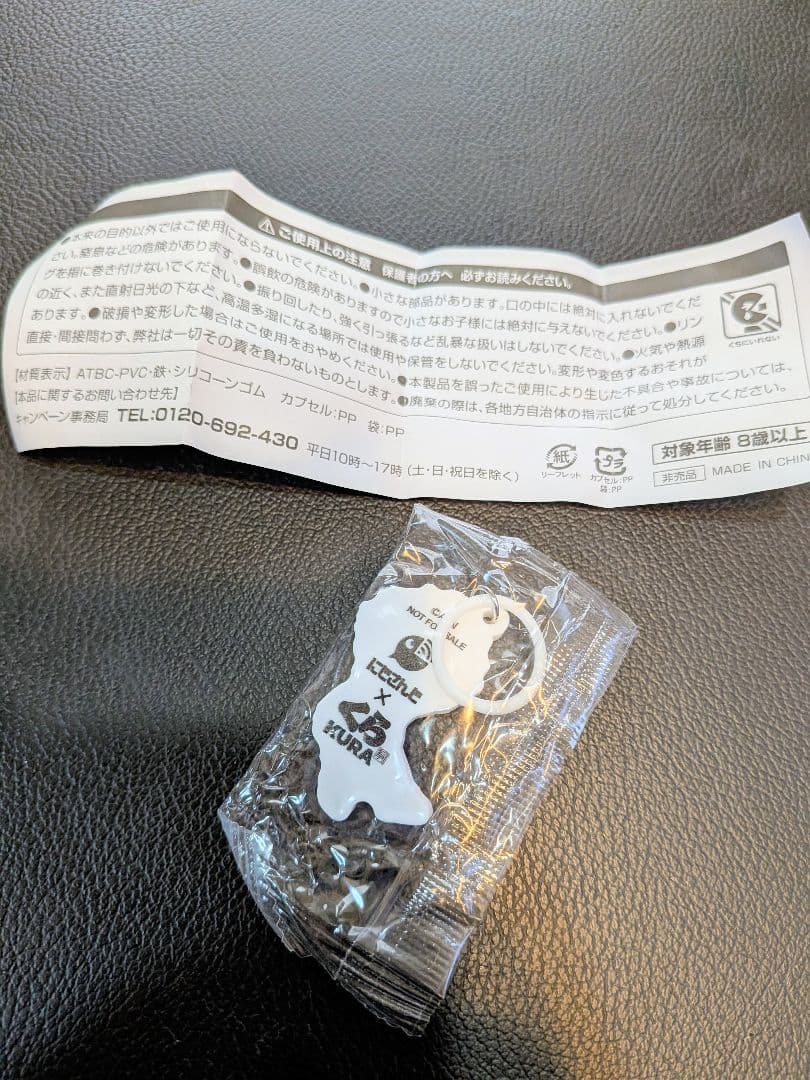 ⚠ご使用上の注意 保護者の方へ 必ずお読みください。
●本来の目的以外ではご使用にならないでください。●小さな部品があります。口の中には絶対に入れないでくだ
さい。窒息などの危険があります。●誤飲の危険がありますので小さなお子様には絶対に与えないでください。●リン
グを指に巻き付けないでください。●振り回したり、強く引っ張るなど乱暴な扱いはしないでください。●火気や熱源
の近く、また直射日光の下など、高温多湿になる場所では使用や保管をしないでください。変形や変色するおそれが
あります。●破損や変形した場合はご使用をおやめください。●本製品を誤ったご使用により生じた不具合や事故については、
直接・間接問わず、弊社は一切その責を負わないものとします。●廃棄の際は、各地方自治体の指示に従って処分してください。
くちにいれない
【材質表示】ATBC-PVC・鉄・シリコーンゴム カプセル:PP 袋:PP
【本品に関するお問い合わせ先】
キャンペーン事務局 TEL:0120-692-430 平日10時～17時(土・日・祝日を除く)
紙
リーフレット
プラ
カプセル:PP
袋:PP
対象年齢 8歳以上
非売品 MADE IN CHIN
NOT FO SALE
にじさんじ
×
くら
KURA